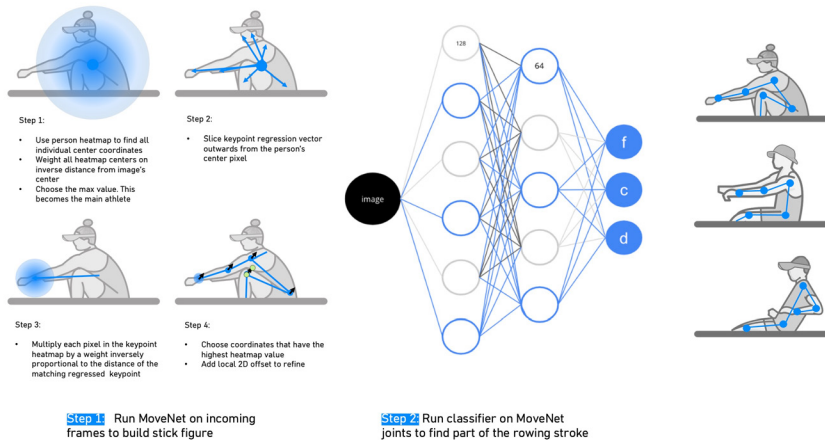 Step 1:
• Use person heatmap to find all
individual center coordinates
• Weight all heatmap centers on
inverse distance from image's
center
• Choose the max value. This
becomes the main athlete
Step 2:
• Slice keypoint regression vector
outwards from the person's
center pixel
Step 3:
• Multiply each pixel in the keypoint
heatmap by a weight inversely
proportional to the distance of the
matching regressed keypoint
Step 4:
• Choose coordinates that have the
highest heatmap value
• Add local 2D offset to refine
image
128
64
f
c
d
Step 1: Run MoveNet on incoming
frames to build stick figure
Step 2: Run classifier on MoveNet
joints to find part of the rowing stroke